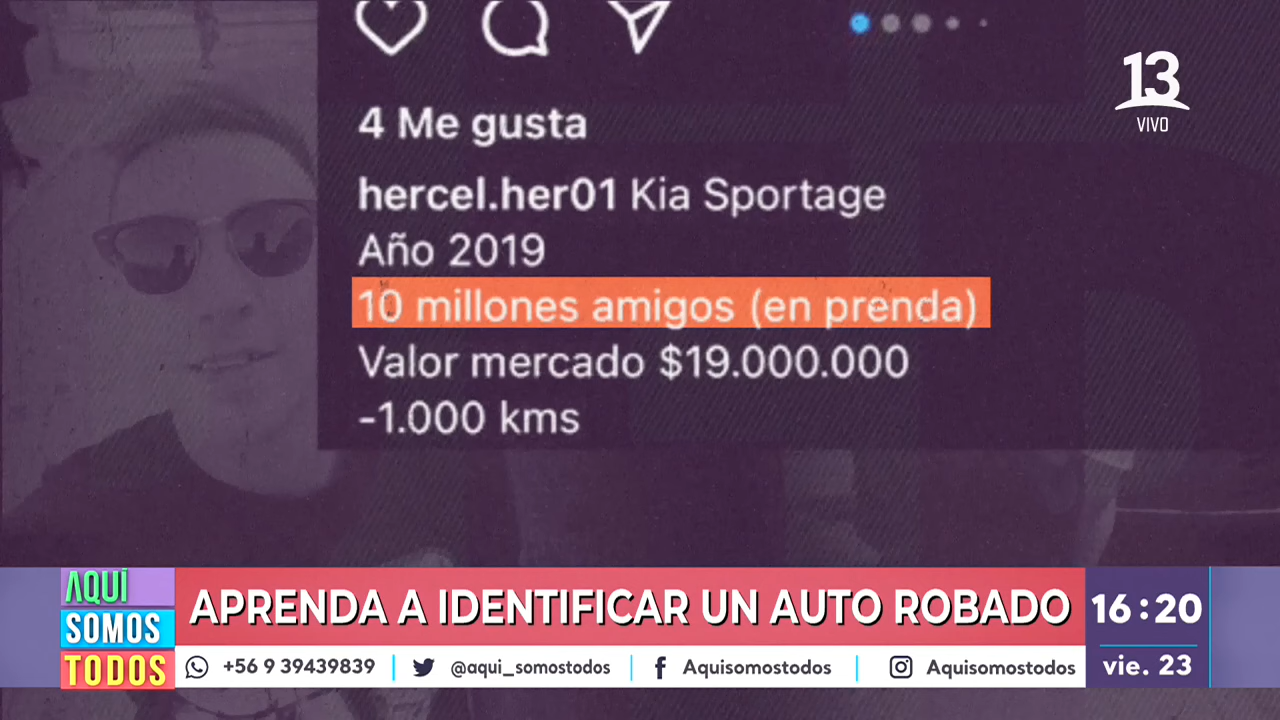 13
VIVO
4 Me gusta
hercel.her01 Kia Sportage
Año 2019
10 millones amigos (en prenda)
Valor mercado $19.000.000
-1.000 kms
AQUÍ
SOMOS
TODOS
APRENDA A IDENTIFICAR UN AUTO ROBADO
16:20
+56 9 39439839
@aqui_somostodos
Aquisomostodos
Aquisomostodos
vie. 23